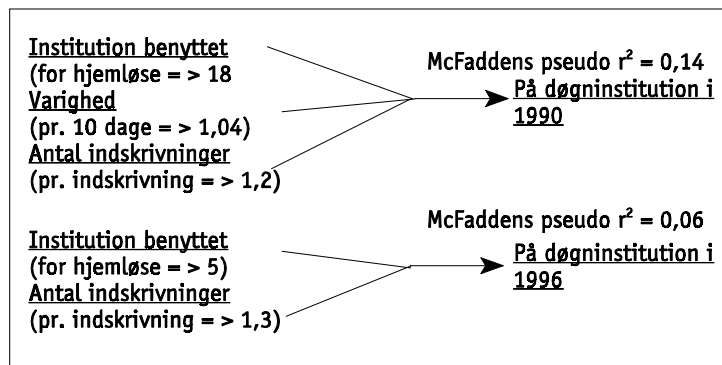 Institution benyttet
(for hjemløse = > 18
Varighed
(pr. 10 dage = > 1,04)
Antal indskrivninger
(pr. indskrivning = > 1,2)
McFaddens pseudo r² = 0,14
På døgninstitution i
1990
Institution benyttet
(for hjemløse = > 5)
Antal indskrivninger
(pr. indskrivning = > 1,3)
McFaddens pseudo r² = 0,06
På døgninstitution i
1996